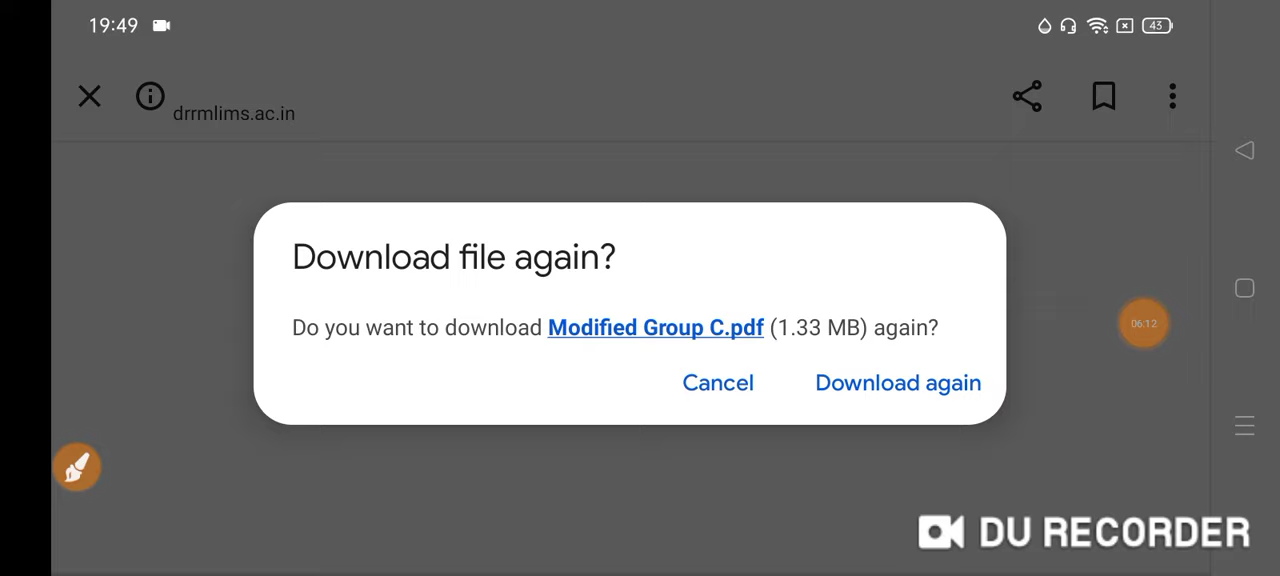 19:49
43
drrmlims.ac.in
Download file again?
Do you want to download Modified Group C.pdf (1.33 MB) again?
Cancel Download again
06:12
DU RECORDER